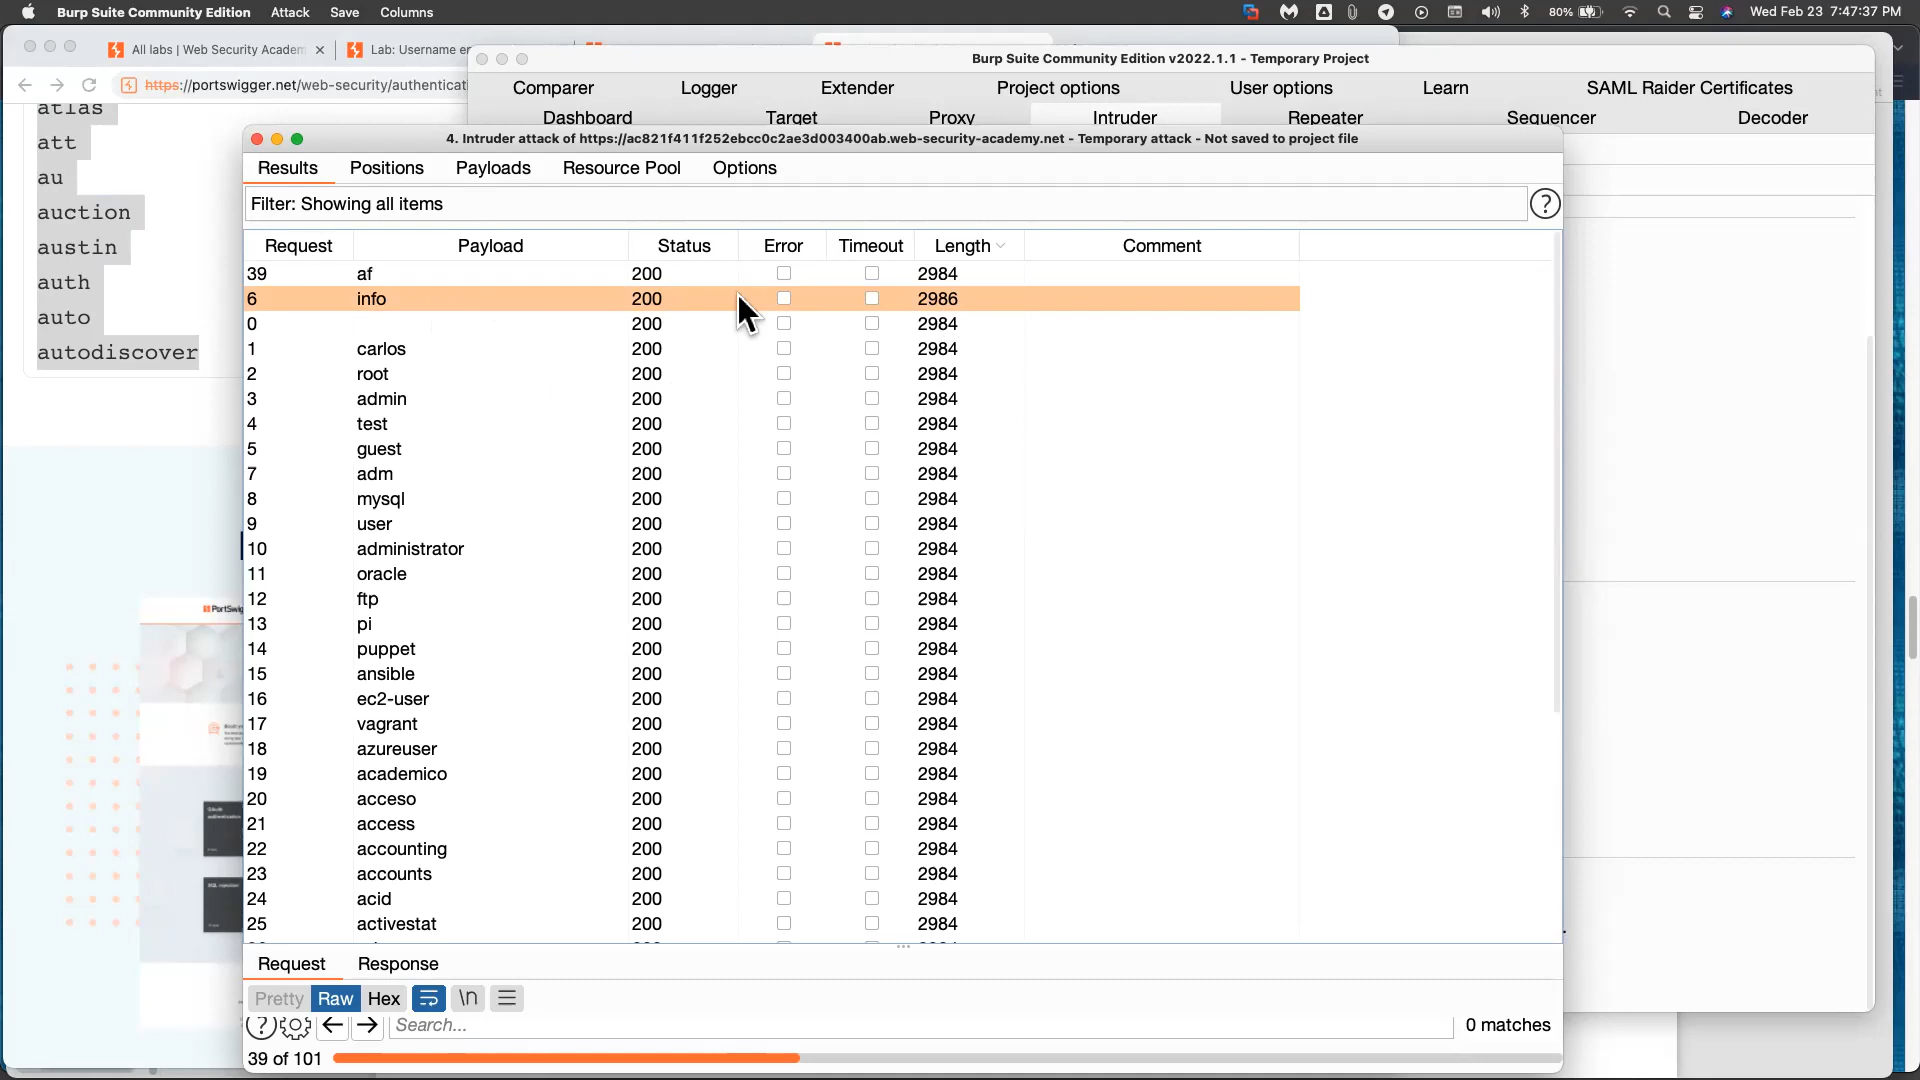 Burp Suite Community Edition Attack Save Columns
80% Wed Feb 23 7:47:37 PM
All labs | Web Security Academ
Lab: Username e
https://portswigger.net/web-security/authenticati
Burp Suite Community Edition v2022.1.1 - Temporary Project
Comparer Logger Extender Project options User options Learn SAML Raider Certificates
Dashboard Target Proxy Intruder Repeater Sequencer Decoder
atlas
att
au
auction
austin
auth
auto
autodiscover
PortSwig
4. Intruder attack of https://ac821f411f252ebcc0c2ae3d003400ab.web-security-academy.net - Temporary attack - Not saved to project file
Results Positions Payloads Resource Pool Options
Filter: Showing all items
?
Request Payload Status Error Timeout Length Comment
39 af 200 2984
6 info 200 2986
0 200 2984
1 carlos 200 2984
2 root 200 2984
3 admin 200 2984
4 test 200 2984
5 guest 200 2984
7 adm 200 2984
8 mysql 200 2984
9 user 200 2984
10 administrator 200 2984
11 oracle 200 2984
12 ftp 200 2984
13 pi 200 2984
14 puppet 200 2984
15 ansible 200 2984
16 ec2-user 200 2984
17 vagrant 200 2984
18 azureuser 200 2984
19 academico 200 2984
20 acceso 200 2984
21 access 200 2984
22 accounting 200 2984
23 accounts 200 2984
24 acid 200 2984
25 activestat 200 2984
Request Response
Pretty Raw Hex \n
? Search... 0 matches
39 of 101